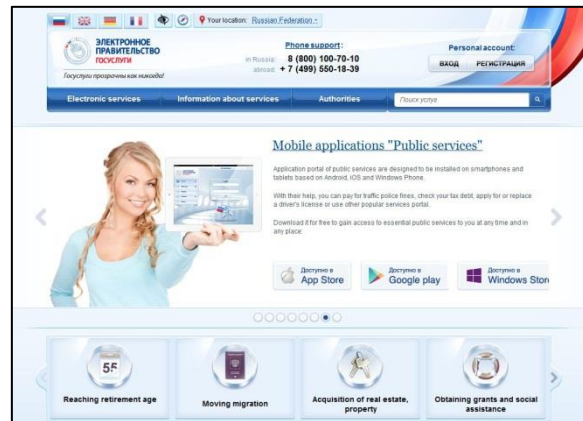 Your location: Russian Federation
ЭЛЕКТРОННОЕ
ПРАВИТЕЛЬСТВО
ГОСУСЛУГИ
Госуслуги прозрачны как никогда!
Phone support:
in Russia: 8 (800) 100-70-10
abroad: + 7 (499) 550-18-39
Personal account:
ВХОД РЕГИСТРАЦИЯ
Electronic services Information about services Authorities Поиск услуг
Mobile applications "Public services"
Application portal of public services are designed to be installed on smartphones and
tablets based on Android, iOS and Windows Phone.
With their help, you can pay for traffic police fines, check your tax debt, apply for or replace
a driver's license or use other popular services portal.
Download it for free to gain access to essential public services to you at any time and in
any place.
Доступно в
App Store
Доступно в
Google play
Доступно в
Windows Store
55
Reaching retirement age
Moving migration
Acquisition of real estate,
property
Obtaining grants and social
assistance